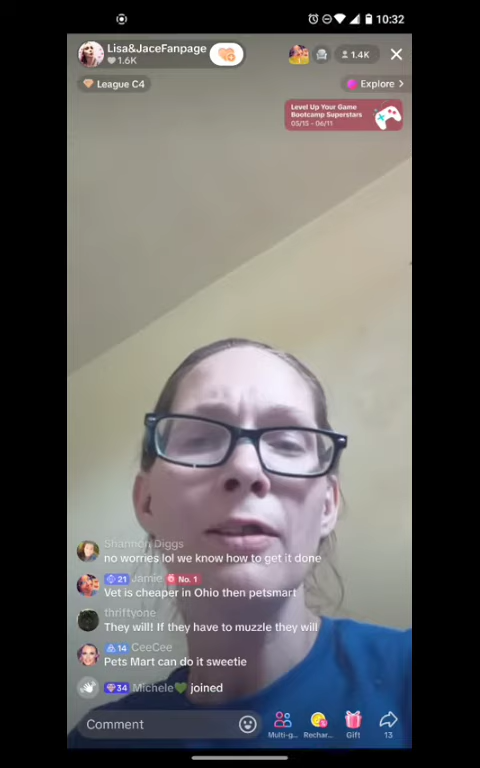 10:32
Lisa&JaceFanpage
1.6K
1.4K
League C4
Explore >
Level Up Your Game
Bootcamp Superstars
05/15 - 06/11
Shannon Diggs
no worries lol we know how to get it done
21 Jamie No. 1
Vet is cheaper in Ohio then petsmart
thriftyone
They will! If they have to muzzle they will
14 CeeCee
Pets Mart can do it sweetie
34 Michele💚 joined
Comment
Multi-g...
Rechar...
Gift
13